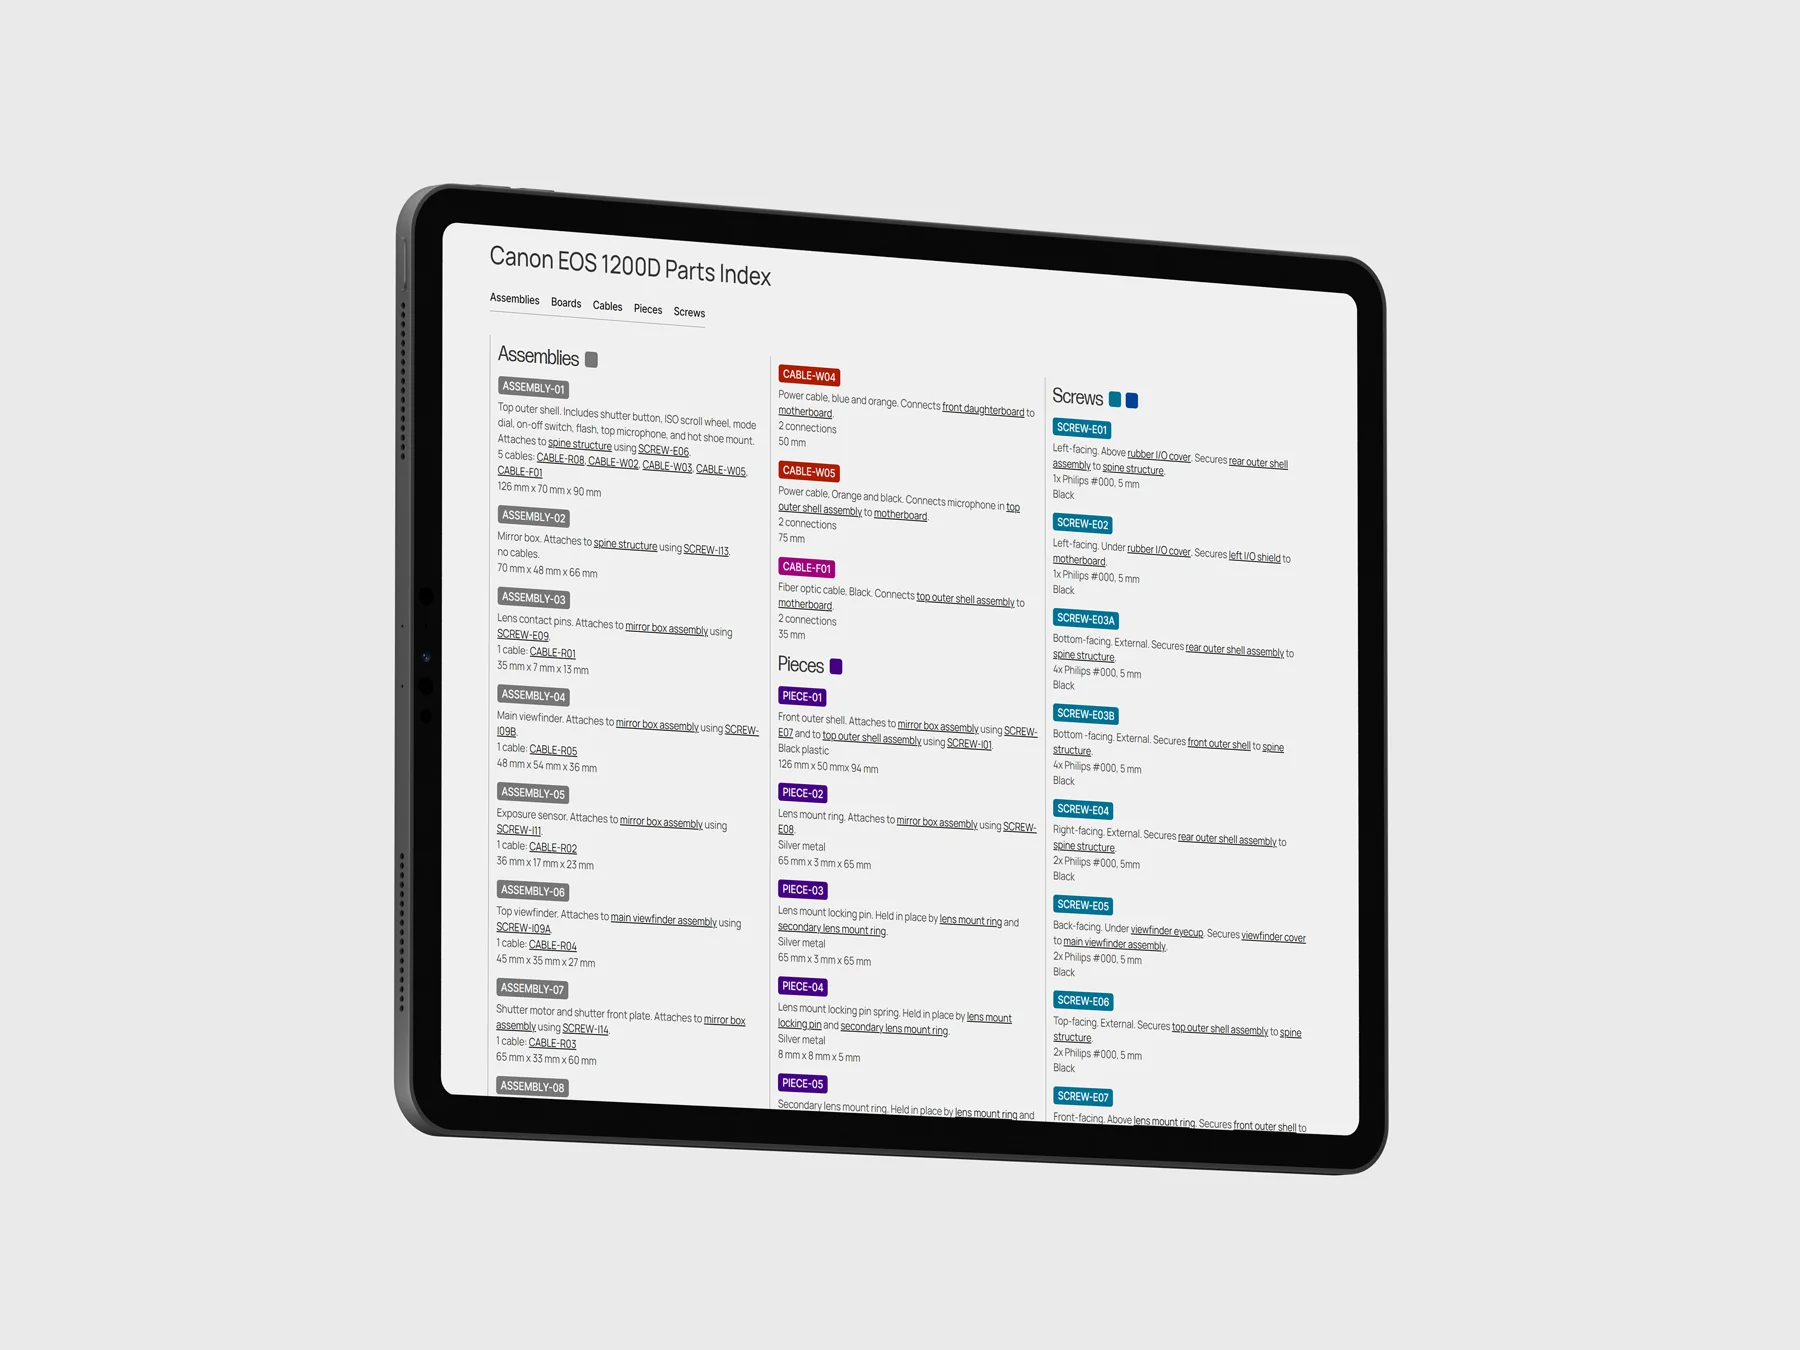 Canon EOS 1200D Parts Index
Assemblies Boards Cables Pieces Screws
Assemblies
ASSEMBLY-01
Top outer shell. Includes shutter button, ISO scroll wheel, mode
dial, on-off switch, flash, top microphone, and hot shoe mount.
Attaches to spine structure using SCREW-E06.
5 cables: CABLE-R08, CABLE-W02, CABLE-W03, CABLE-W05,
CABLE-F01
126 mm x 70 mm x 90 mm
ASSEMBLY-02
Mirror box. Attaches to spine structure using SCREW-I13.
no cables.
70 mm x 48 mm x 66 mm
ASSEMBLY-03
Lens contact pins. Attaches to mirror box assembly using
SCREW-E09.
1 cable: CABLE-R01
35 mm x 7 mm x 13 mm
ASSEMBLY-04
Main viewfinder. Attaches to mirror box assembly using SCREW-
I09B.
1 cable: CABLE-R05
48 mm x 54 mm x 36 mm
ASSEMBLY-05
Exposure sensor. Attaches to mirror box assembly using
SCREW-I11.
1 cable: CABLE-R02
36 mm x 17 mm x 23 mm
ASSEMBLY-06
Top viewfinder. Attaches to main viewfinder assembly using
SCREW-I09A.
1 cable: CABLE-R04
45 mm x 35 mm x 27 mm
ASSEMBLY-07
Shutter motor and shutter front plate. Attaches to mirror box
assembly using SCREW-I14.
1 cable: CABLE-R03
65 mm x 33 mm x 60 mm
ASSEMBLY-08
CABLE-W04
Power cable, blue and orange. Connects front daughterboard to
motherboard.
2 connections
50 mm
CABLE-W05
Power cable, Orange and black. Connects microphone in top
outer shell assembly to motherboard.
2 connections
75 mm
CABLE-F01
Fiber optic cable, Black. Connects top outer shell assembly to
motherboard.
2 connections
35 mm
Pieces
PIECE-01
Front outer shell. Attaches to mirror box assembly using SCREW-
E07 and to top outer shell assembly using SCREW-I01.
Black plastic
126 mm x 50 mmx 94 mm
PIECE-02
Lens mount ring. Attaches to mirror box assembly using SCREW-
E08.
Silver metal
65 mm x 3 mm x 65 mm
PIECE-03
Lens mount locking pin. Held in place by lens mount ring and
secondary lens mount ring.
Silver metal
65 mm x 3 mm x 65 mm
PIECE-04
Lens mount locking pin spring. Held in place by lens mount
locking pin and secondary lens mount ring.
Silver metal
8 mm x 8 mm x 5 mm
PIECE-05
Secondary lens mount ring. Held in place by lens mount ring and
Screws
SCREW-E01
Left-facing. Above rubber I/O cover. Secures rear outer shell
assembly to spine structure.
1x Philips #000, 5 mm
Black
SCREW-E02
Left-facing. Under rubber I/O cover. Secures left I/O shield to
motherboard.
1x Philips #000, 5 mm
Black
SCREW-E03A
Bottom-facing. External. Secures rear outer shell assembly to
spine structure.
4x Philips #000, 5 mm
Black
SCREW-E03B
Bottom -facing. External. Secures front outer shell to spine
structure.
4x Philips #000, 5 mm
Black
SCREW-E04
Right-facing. External. Secures rear outer shell assembly to
spine structure.
2x Philips #000, 5mm
Black
SCREW-E05
Back-facing. Under viewfinder eyecup. Secures viewfinder cover
to main viewfinder assembly.
2x Philips #000, 5 mm
Black
SCREW-E06
Top-facing. External. Secures top outer shell assembly to spine
structure.
2x Philips #000, 5 mm
Black
SCREW-E07
Front-facing. Above lens mount ring. Secures front outer shell to